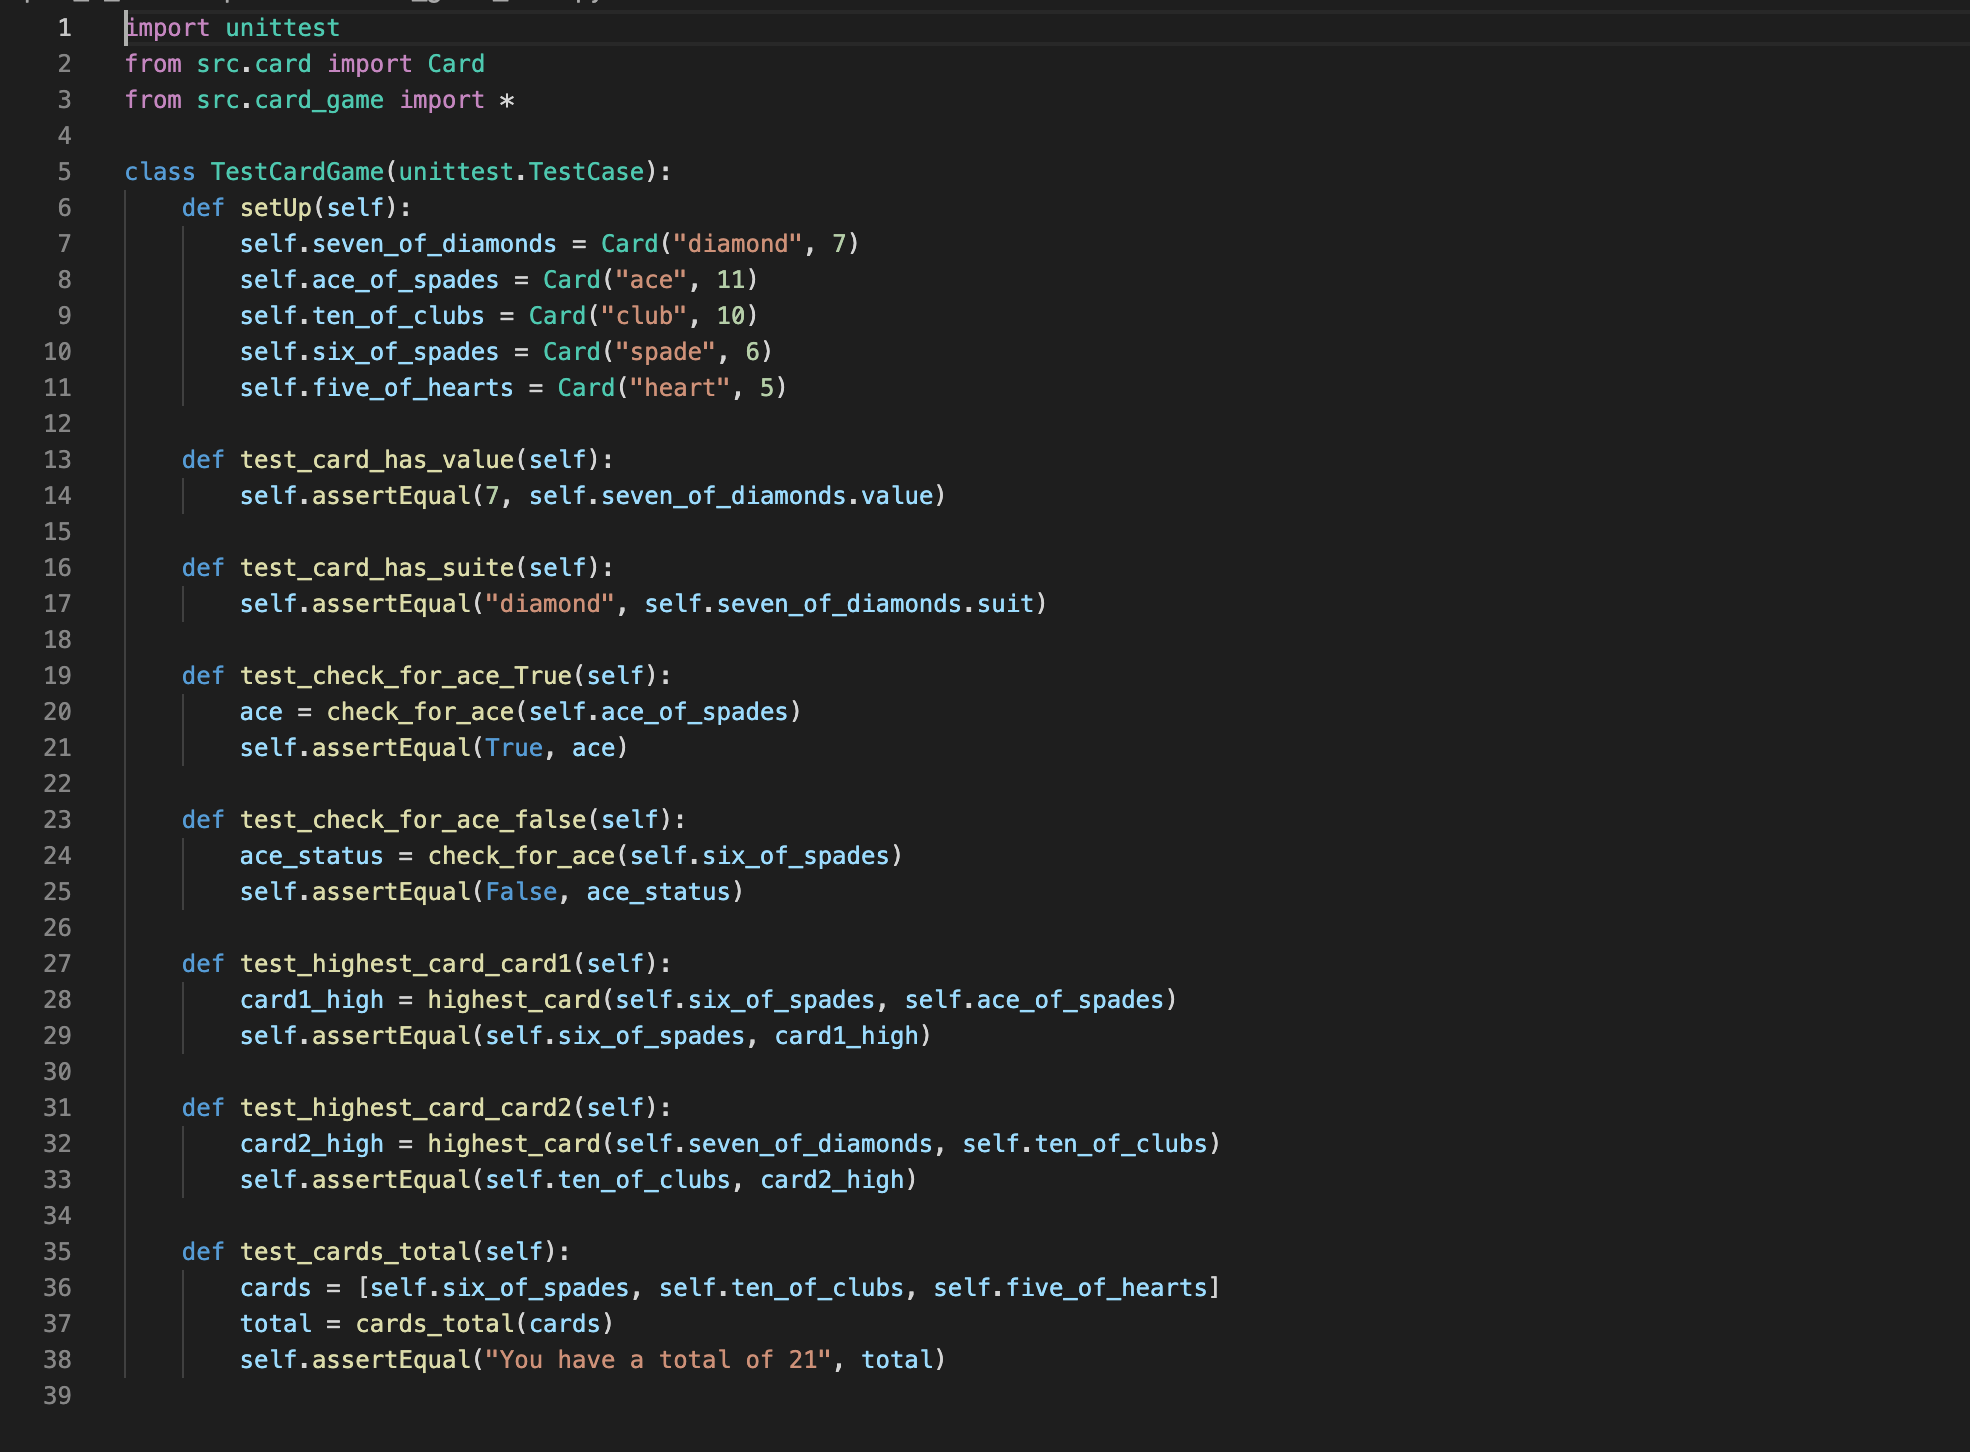 1 import unittest
2 from src.card import Card
3 from src.card_game import *
4
5 class TestCardGame(unittest.TestCase):
6     def setUp(self):
7         self.seven_of_diamonds = Card("diamond", 7)
8         self.ace_of_spades = Card("ace", 11)
9         self.ten_of_clubs = Card("club", 10)
10         self.six_of_spades = Card("spade", 6)
11         self.five_of_hearts = Card("heart", 5)
12
13     def test_card_has_value(self):
14         self.assertEqual(7, self.seven_of_diamonds.value)
15
16     def test_card_has_suite(self):
17         self.assertEqual("diamond", self.seven_of_diamonds.suit)
18
19     def test_check_for_ace_True(self):
20         ace = check_for_ace(self.ace_of_spades)
21         self.assertEqual(True, ace)
22
23     def test_check_for_ace_false(self):
24         ace_status = check_for_ace(self.six_of_spades)
25         self.assertEqual(False, ace_status)
26
27     def test_highest_card_card1(self):
28         card1_high = highest_card(self.six_of_spades, self.ace_of_spades)
29         self.assertEqual(self.six_of_spades, card1_high)
30
31     def test_highest_card_card2(self):
32         card2_high = highest_card(self.seven_of_diamonds, self.ten_of_clubs)
33         self.assertEqual(self.ten_of_clubs, card2_high)
34
35     def test_cards_total(self):
36         cards = [self.six_of_spades, self.ten_of_clubs, self.five_of_hearts]
37         total = cards_total(cards)
38         self.assertEqual("You have a total of 21", total)
39